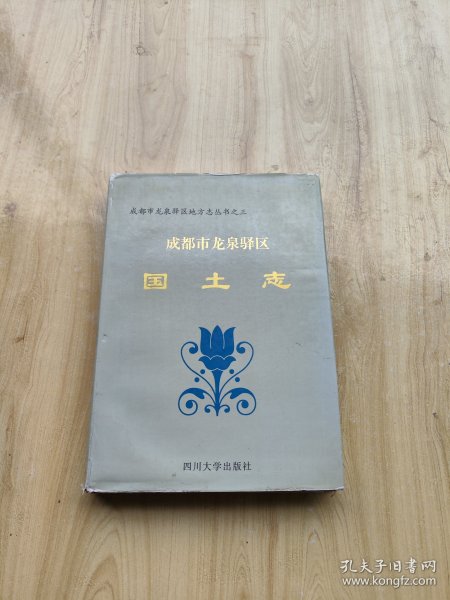 成都市龙泉驿区地方志丛书之三
成都市龙泉驿区
国土志
四川大学出版社
孔夫子旧书网
www.kongfz.com